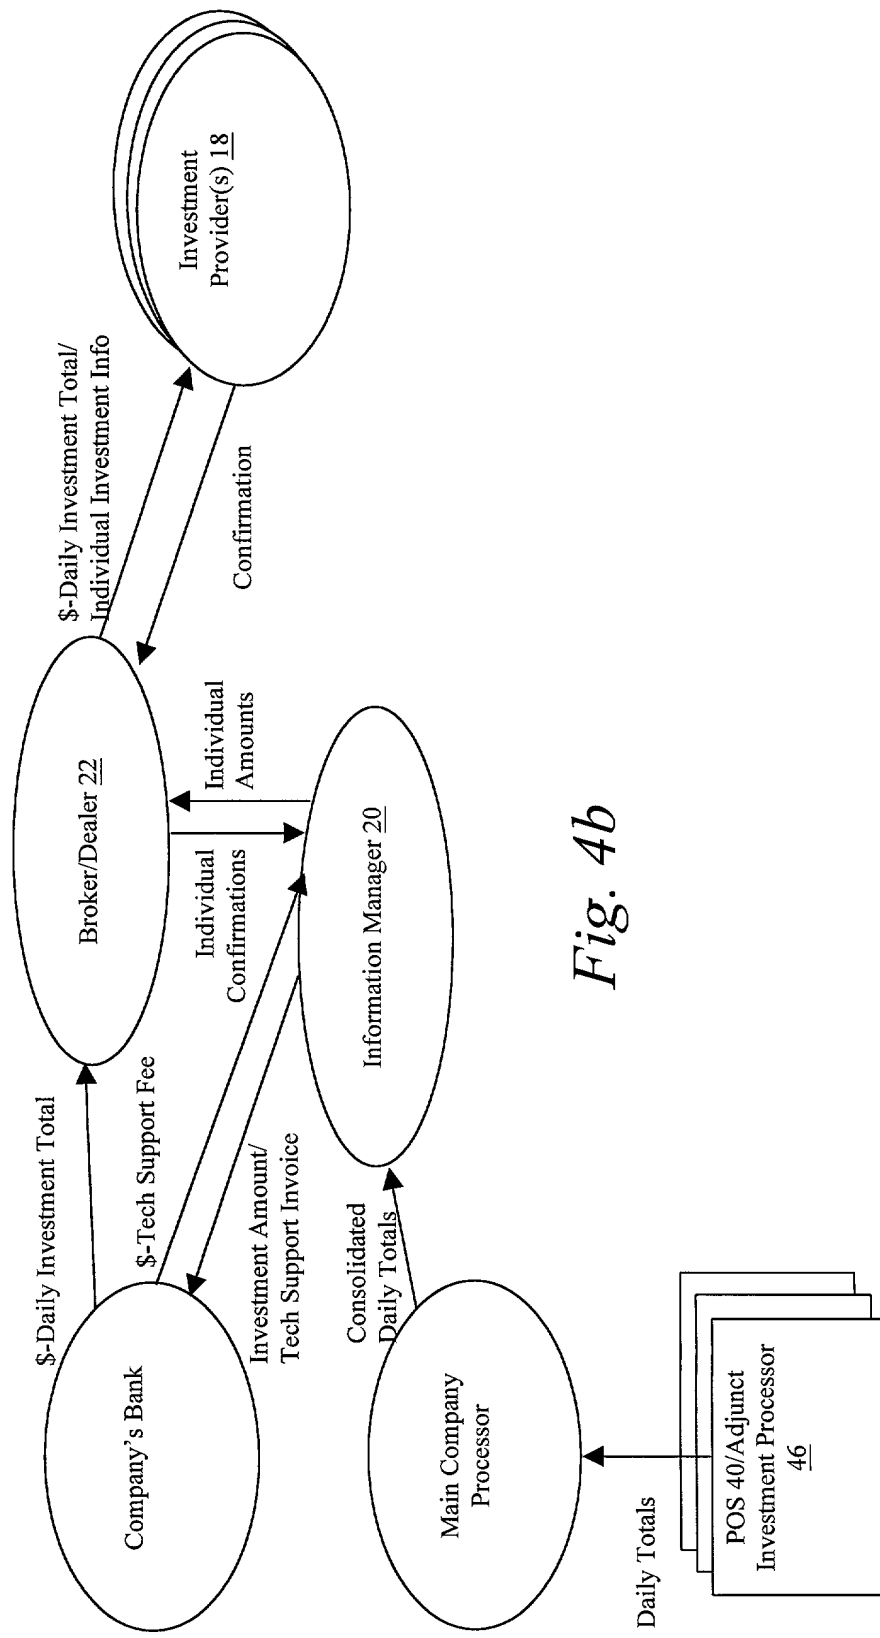 $-Daily Investment Total
Company's Bank
$-Tech Support Fee
Investment Amount/
Tech Support Invoice
Broker/Dealer 22
$-Daily Investment Total/
Individual Investment Info
Confirmation
Investment
Provider(s) 18
Individual
Confirmations
Individual
Amounts
Information Manager 20
Consolidated
Daily Totals
Main Company
Processor
Daily Totals
POS 40/Adjunct
Investment Processor
46
Fig. 4b